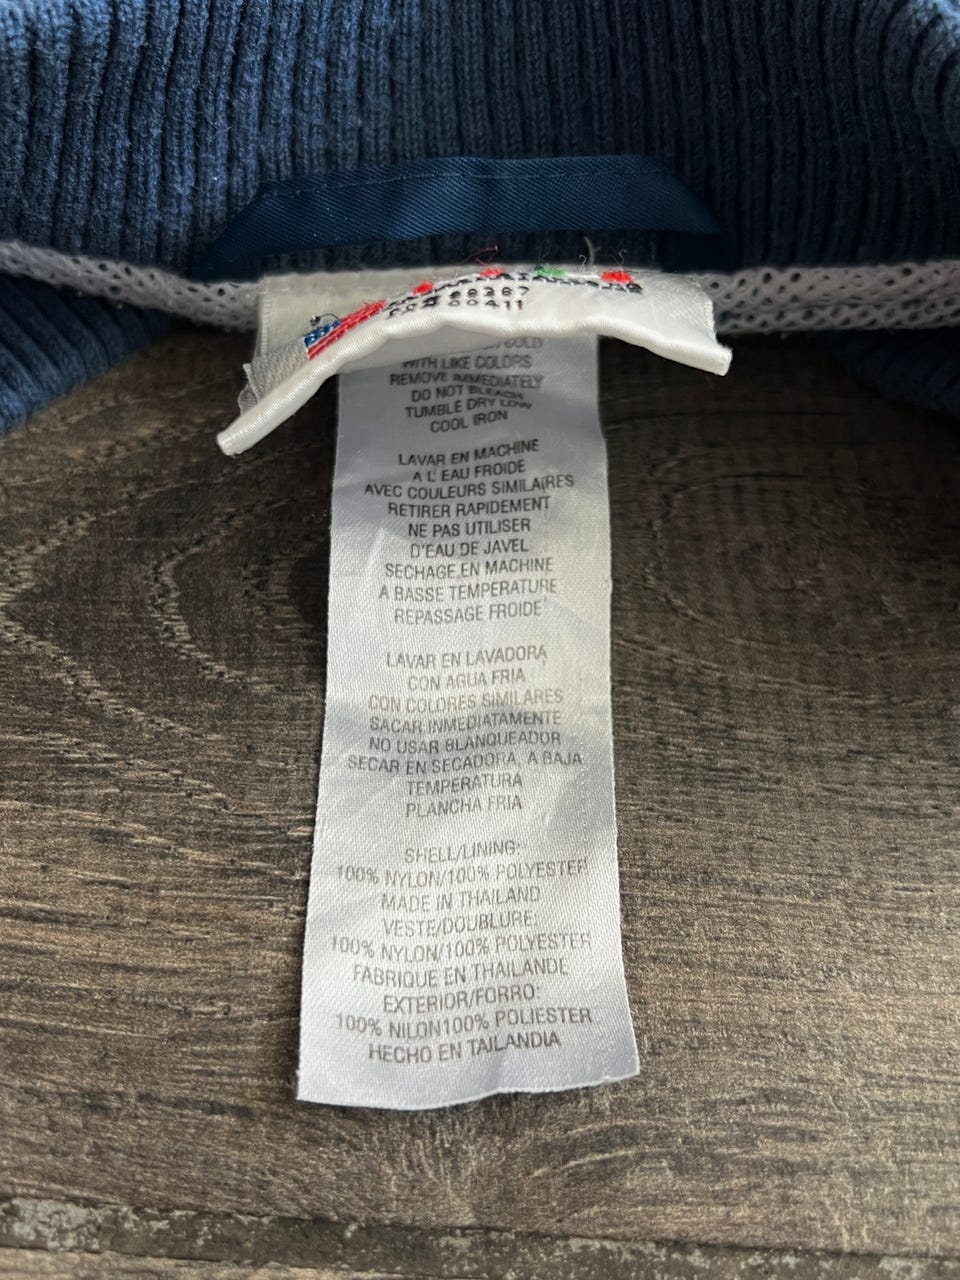 COLD
WITH LIKE COLORS
REMOVE IMMEDIATELY
DO NOT BLEACH
TUMBLE DRY LOW
COOL IRON
LAVAR EN MACHINE
A L' EAU FROIDE
AVEC COULEURS SIMILAIRES
RETIRER RAPIDEMENT
NE PAS UTILISER
D'EAU DE JAVEL
SECHAGE EN MACHINE
A BASSE TEMPERATURE
REPASSAGE FROIDE
LAVAR EN LAVADORA
CON AGUA FRIA
CON COLORES SIMILARES
SACAR INMEDIATAMENTE
NO USAR BLANQUEADOR
SECAR EN SECADORA, A BAJA
TEMPERATURA
PLANCHA FRIA
SHELL/LINING:
100% NYLON/100% POLYESTER
MADE IN THAILAND
VESTE/DOUBLURE:
100% NYLON/100% POLYESTER
FABRIQUE EN THAILANDE
EXTERIOR/FORRO:
100% NILON100% POLIESTER
HECHO EN TAILANDIA